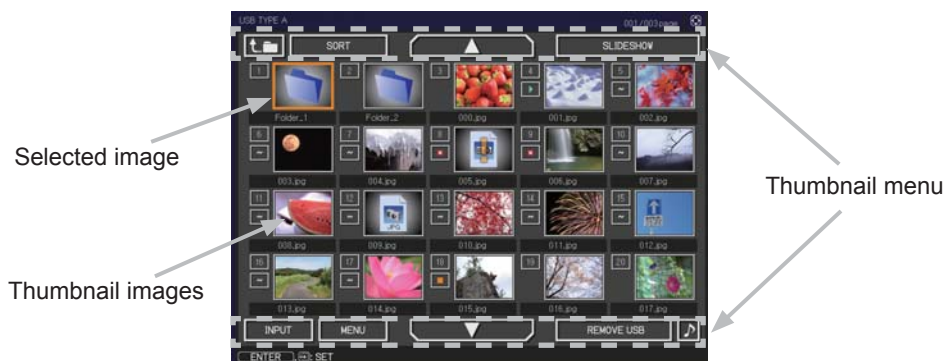 USB TYPE A
001/003 page
SORT
SLIDESHOW
1
2
3
4
5
Folder_1
Folder_2
000.jpg
001.jpg
002.jpg
6
7
8
9
10
003.jpg
004.jpg
005.jpg
006.jpg
007.jpg
11
12
13
14
15
JPG
008.jpg
009.jpg
010.jpg
011.jpg
012.jpg
16
17
18
19
20
013.jpg
014.jpg
015.jpg
016.jpg
017.jpg
INPUT
MENU
REMOVE USB
ENTER , : SET
Selected image
Thumbnail images
Thumbnail menu